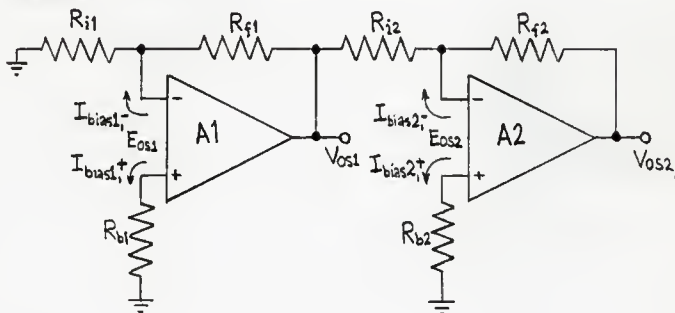 Ri1
Rf1
Ri2
Rf2
Ibias1,-
-
A1
Eos1
Ibias1,+
+
Vos1
Rb1
Ibias2,-
-
A2
Eos2
Ibias2,+
+
Vos2
Rb2